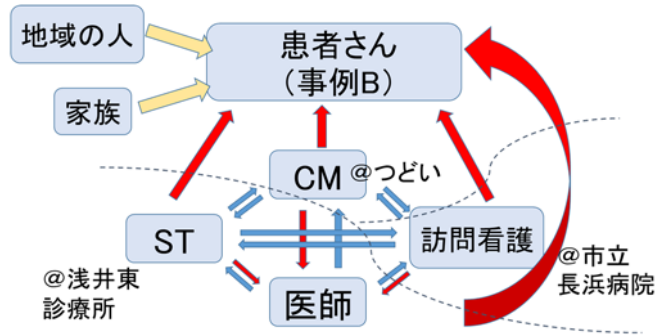 地域の人
患者さん
（事例B）
家族
CM
@つどい
ST
訪問看護
@浅井東
診療所
医師
@市立
長浜病院